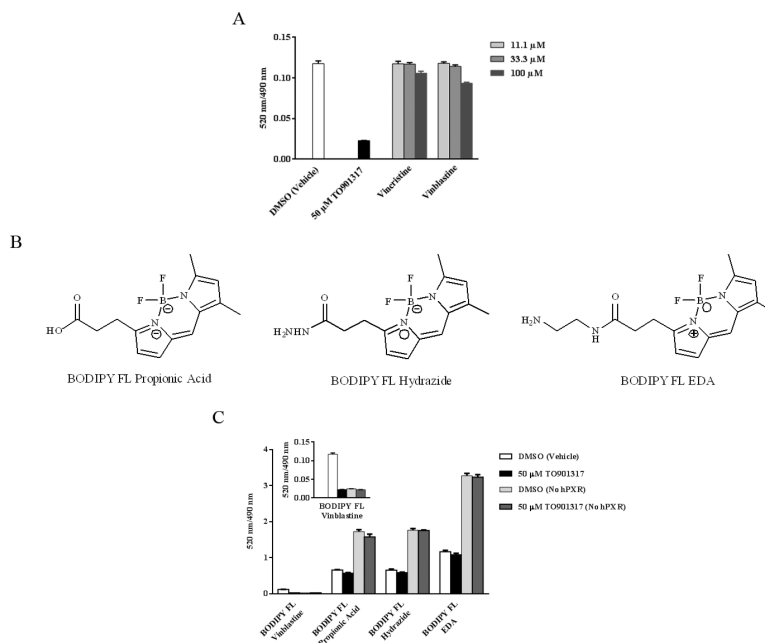 A
0.15
0.10
0.05
0.00
520 nm/490 nm
11.1 µM
33.3 µM
100 µM
DMSO (Vehicle)
50 µM TO901317
Vincristine
Vinblastine
B
HO
O
F
F
B
N
N
BODIPY FL Propionic Acid
H₂NHN
O
F
F
B
N
N
BODIPY FL Hydrazide
H₂N
N
H
O
F
F
B
N
N
BODIPY FL EDA
C
4
3
2
1
0
520 nm/490 nm
0.15
0.10
0.05
0.00
520 nm/490 nm
BODIPY FL
Vinblastine
DMSO (Vehicle)
50 µM TO901317
DMSO (No hPXR)
50 µM TO901317 (No hPXR)
BODIPY FL
Vinblastine
BODIPY FL
Propionic Acid
BODIPY FL
Hydrazide
BODIPY FL
EDA